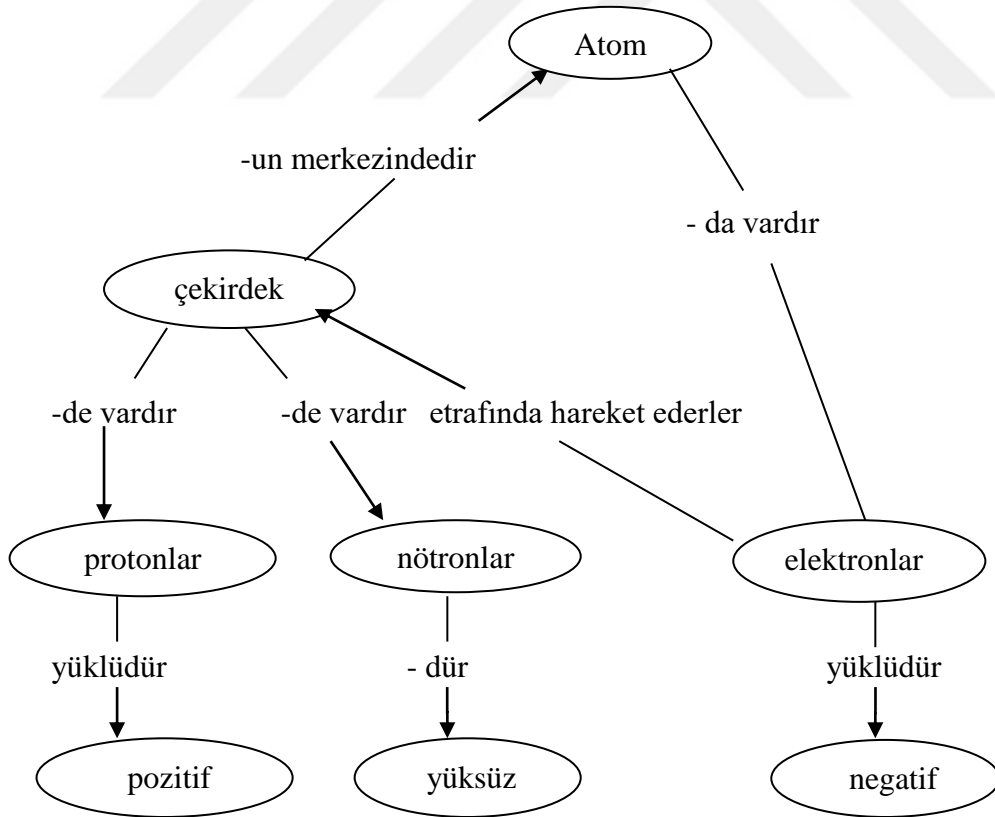 Atom
-un merkezindedir
- da vardır
çekirdek
-de vardır
-de vardır
etrafında hareket ederler
protonlar
nötronlar
elektronlar
yüklüdür
- dür
yüklüdür
pozitif
yüksüz
negatif